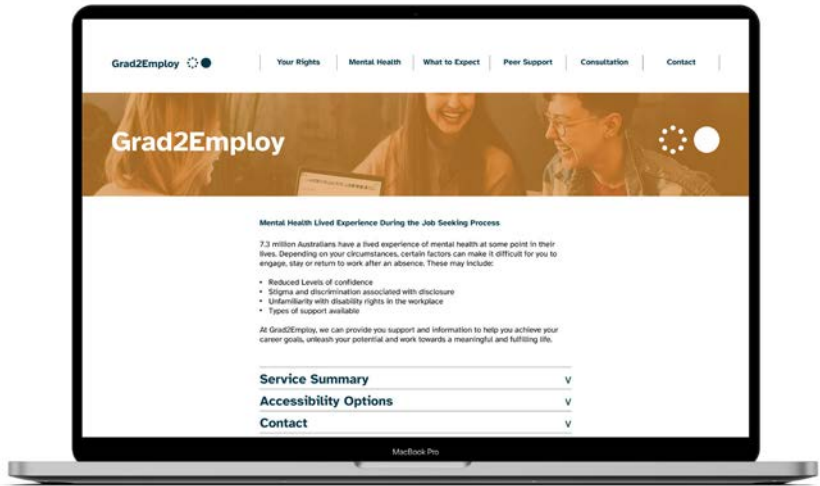 Grad2Employ
Your Rights
Mental Health
What to Expect
Peer Support
Consultation
Contact
Grad2Employ
Mental Health Lived Experience During the Job Seeking Process
7.3 million Australians have a lived experience of mental health at some point in their
lives. Depending on your circumstances, certain factors can make it difficult for you to
engage, stay or return to work after an absence. These may include:
• Reduced Levels of confidence
• Stigma and discrimination associated with disclosure
• Unfamiliarity with disability rights in the workplace
• Types of support available
At Grad2Employ, we can provide you support and information to help you achieve your
career goals, unleash your potential and work towards a meaningful and fulfilling life.
Service Summary v
Accessibility Options v
Contact v
MacBook Pro